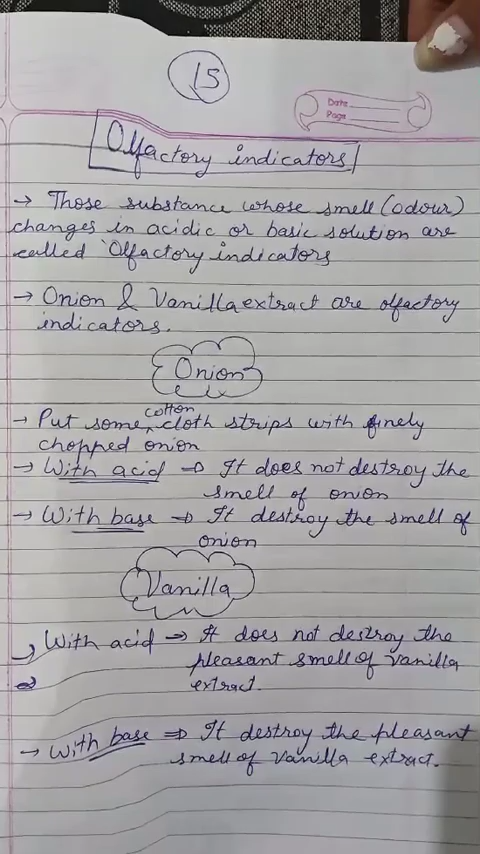 15
Date
Page
Olfactory indicators
→ Those substance whose smell (odour)
changes in acidic or basic solution are
called 'Olfactory indicators
→ Onion & Vanilla extract are olfactory
indicators.
Onion
→ Put some cotton cloth strips with finely
chopped onion
→ With acid ⇒ It does not destroy the
smell of onion
→ With base ⇒ It destroy the smell of
onion
Vanilla
→ With acid ⇒ It does not destroy the
pleasant smell of vanilla
extract.
→ With base ⇒ It destroy the pleasant
smell of vanilla extract.